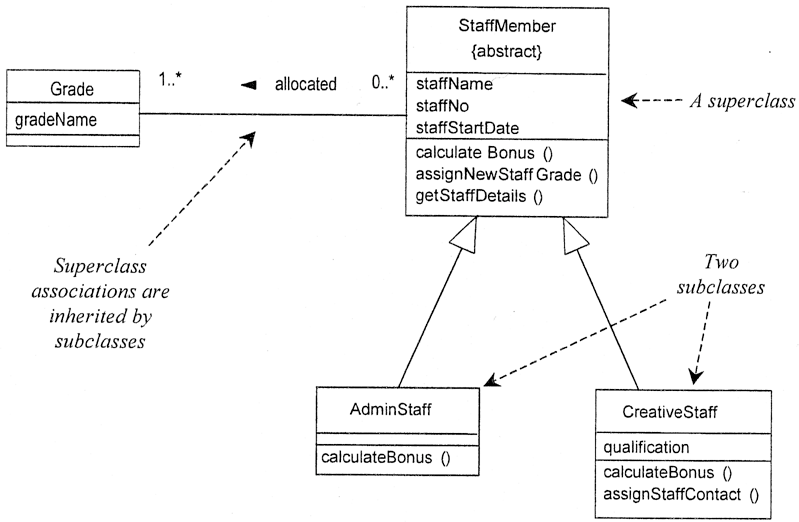 StaffMember
{abstract}
staffName
staffNo
staffStartDate
calculate Bonus ()
assignNewStaff Grade ()
getStaffDetails ()
Grade
gradeName
1..*
◄ allocated
0..*
A superclass
Superclass
associations are
inherited by
subclasses
Two
subclasses
AdminStaff
calculateBonus ()
CreativeStaff
qualification
calculateBonus ()
assignStaffContact ()